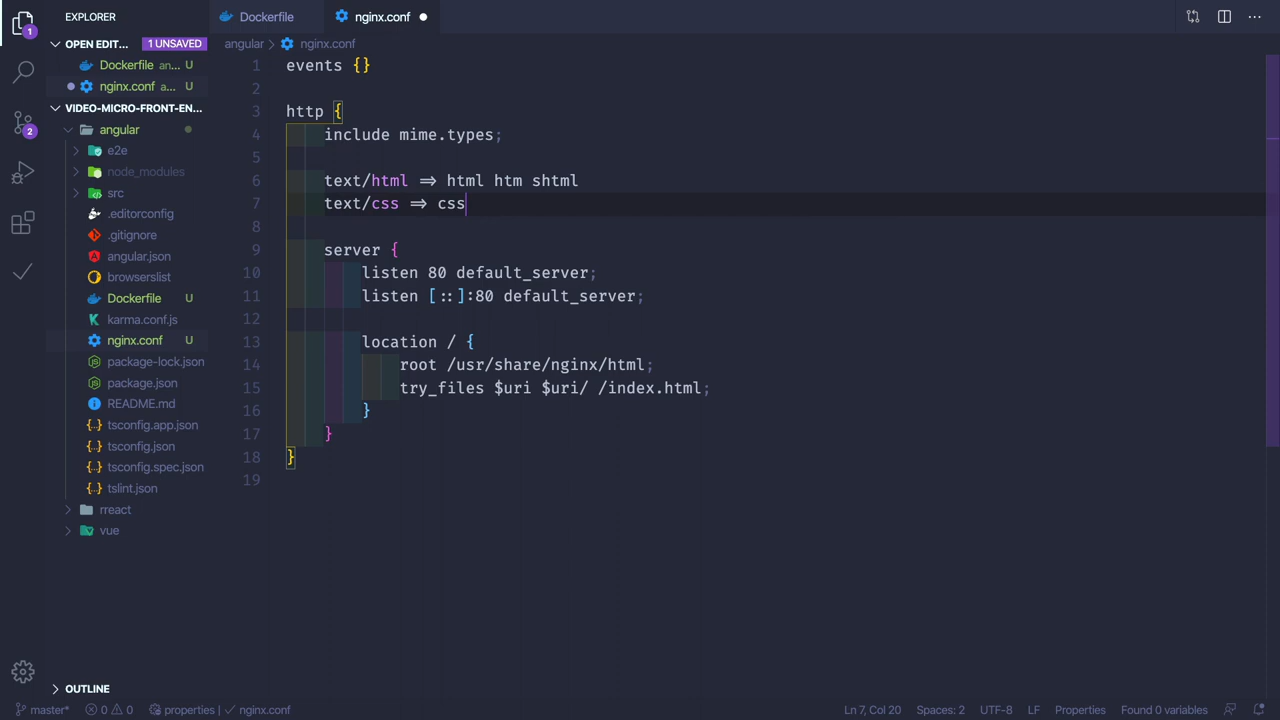 EXPLORER
Dockerfile
nginx.conf
1
OPEN EDIT... 1 UNSAVED
Dockerfile an... U
nginx.conf a... U
VIDEO-MICRO-FRONT-EN...
angular
e2e
node_modules
src
.editorconfig
.gitignore
angular.json
browserslist
Dockerfile U
karma.conf.js
nginx.conf U
package-lock.json
package.json
README.md
tsconfig.app.json
tsconfig.json
tsconfig.spec.json
tslint.json
rreact
vue
OUTLINE
2
angular > nginx.conf
1 events {}
2
3 http {
4 include mime.types;
5
6 text/html => html htm shtml
7 text/css => css
8
9 server {
10 listen 80 default_server;
11 listen [::]:80 default_server;
12
13 location / {
14 root /usr/share/nginx/html;
15 try_files $uri $uri/ /index.html;
16 }
17 }
18 }
19
master* 0 0 properties | ✓ nginx.conf Ln 7, Col 20 Spaces: 2 UTF-8 LF Properties Found 0 variables